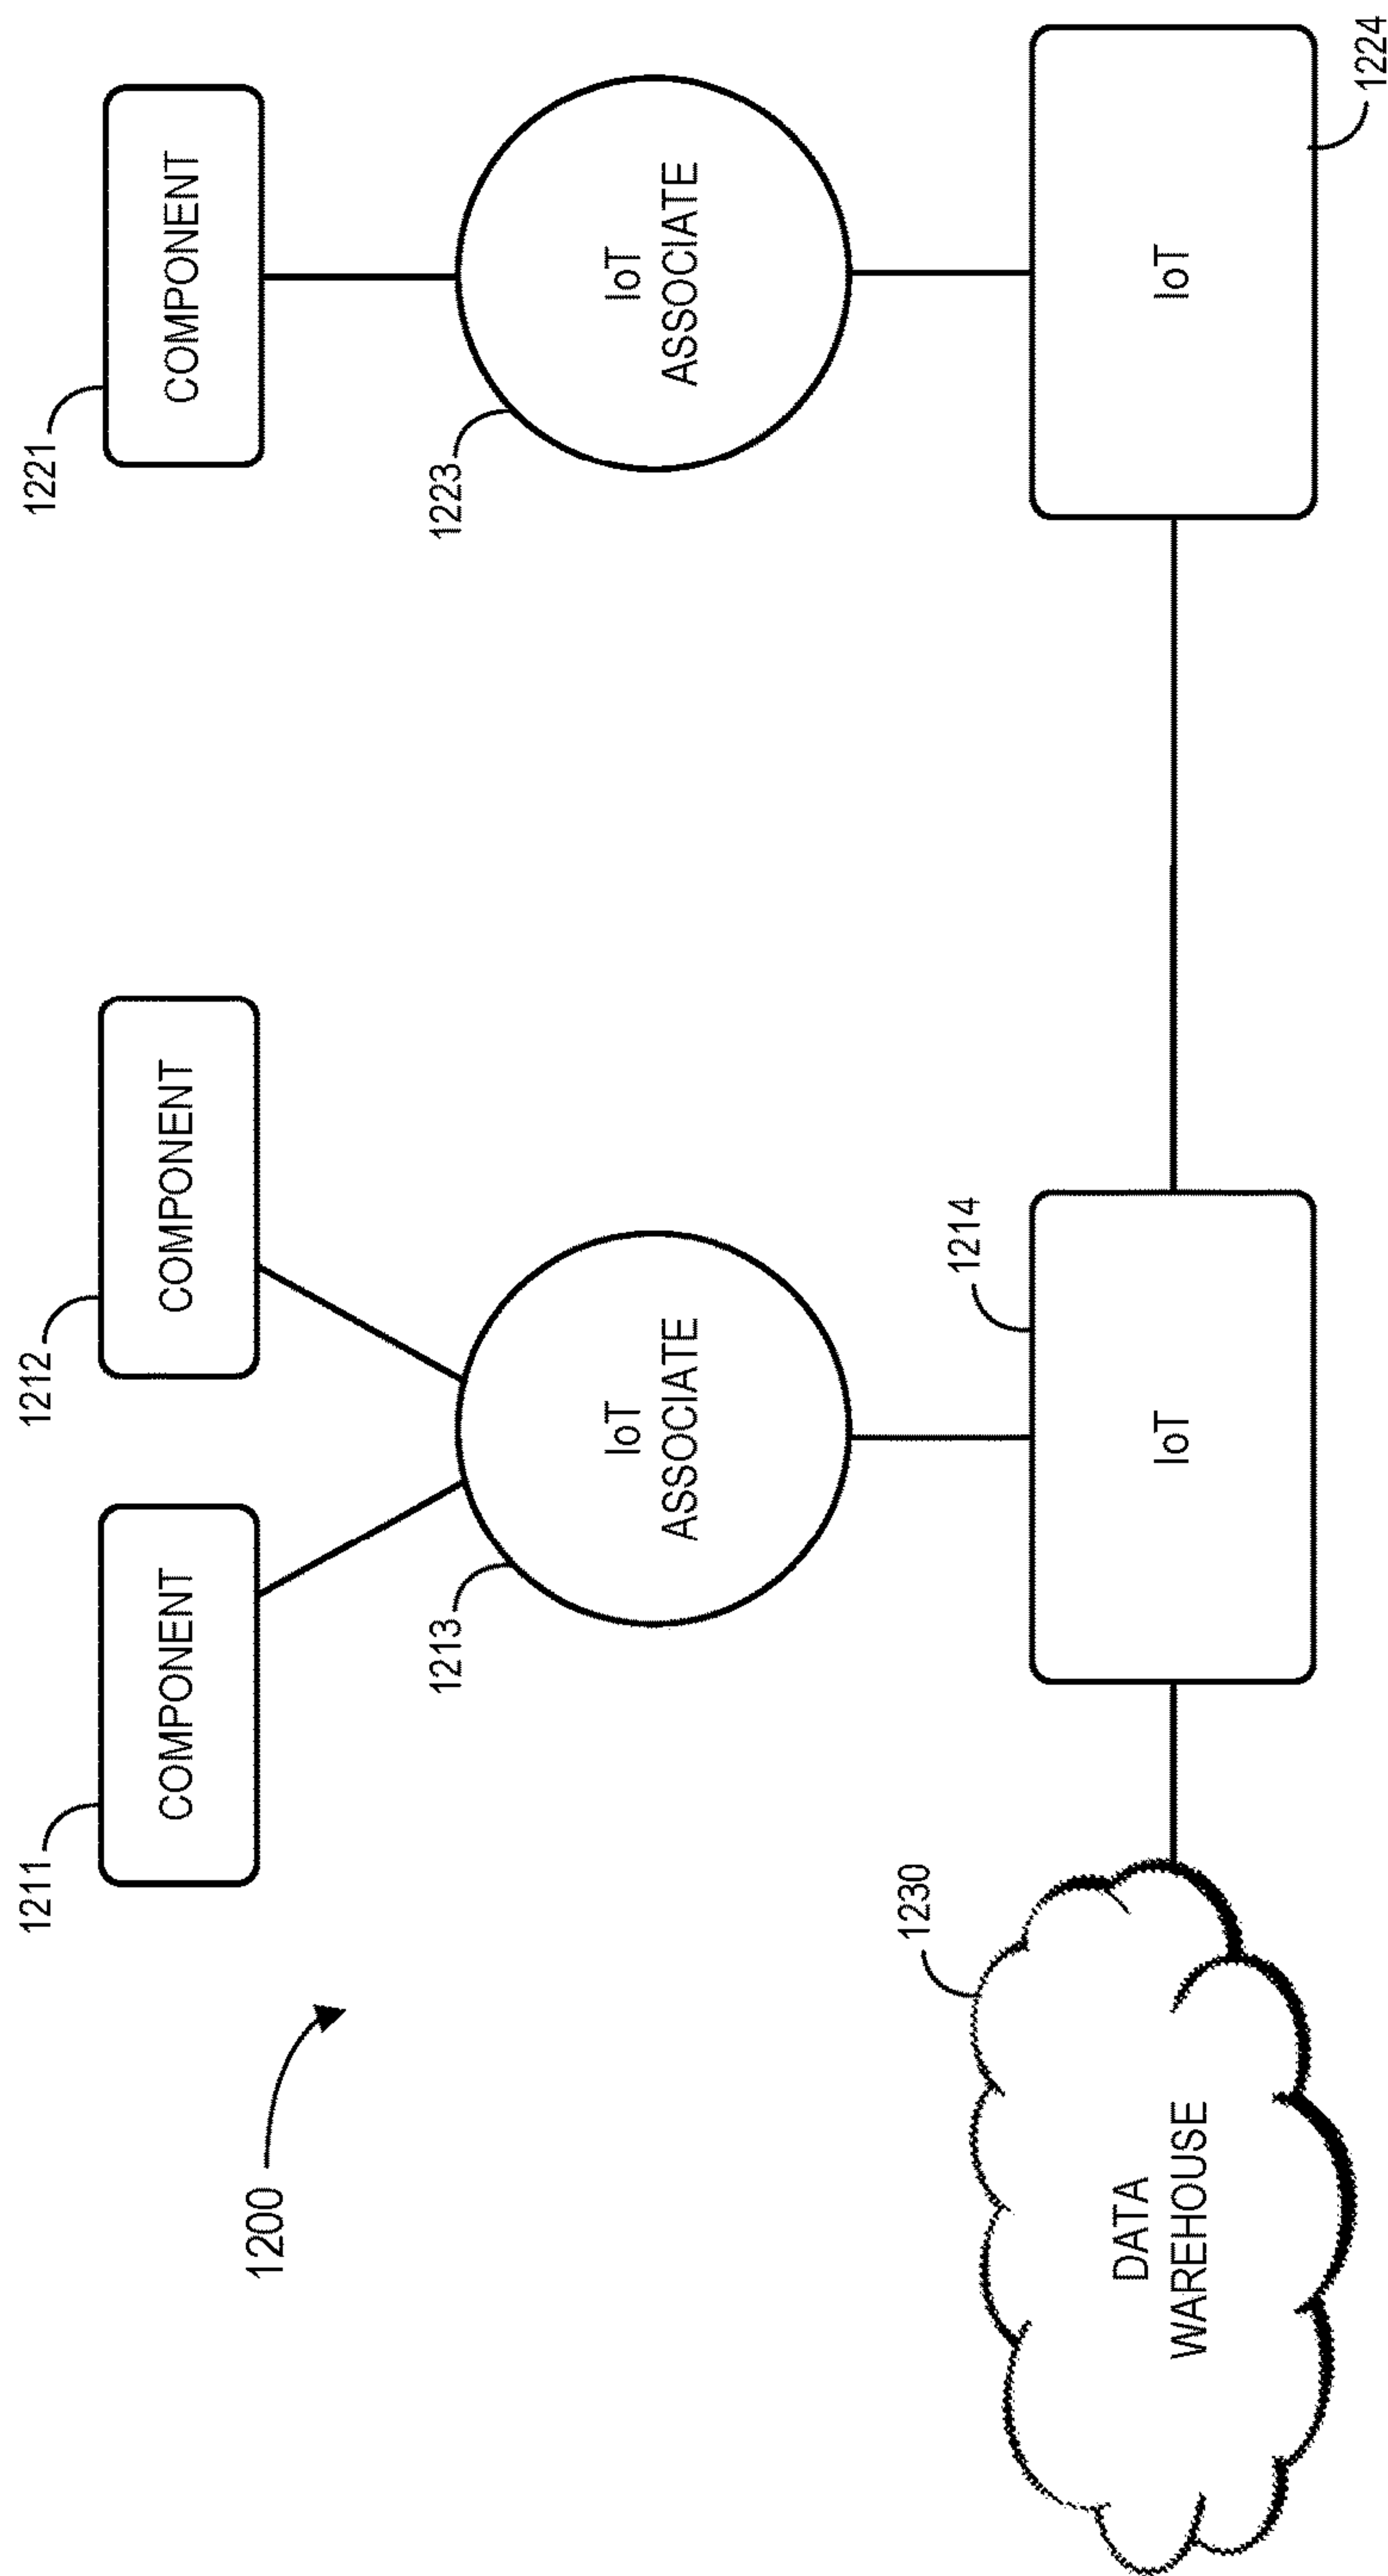 1200
1211
COMPONENT
1212
COMPONENT
1221
COMPONENT
1213
IoT
ASSOCIATE
1223
IoT
ASSOCIATE
1230
DATA
WAREHOUSE
1214
IoT
IoT
1224